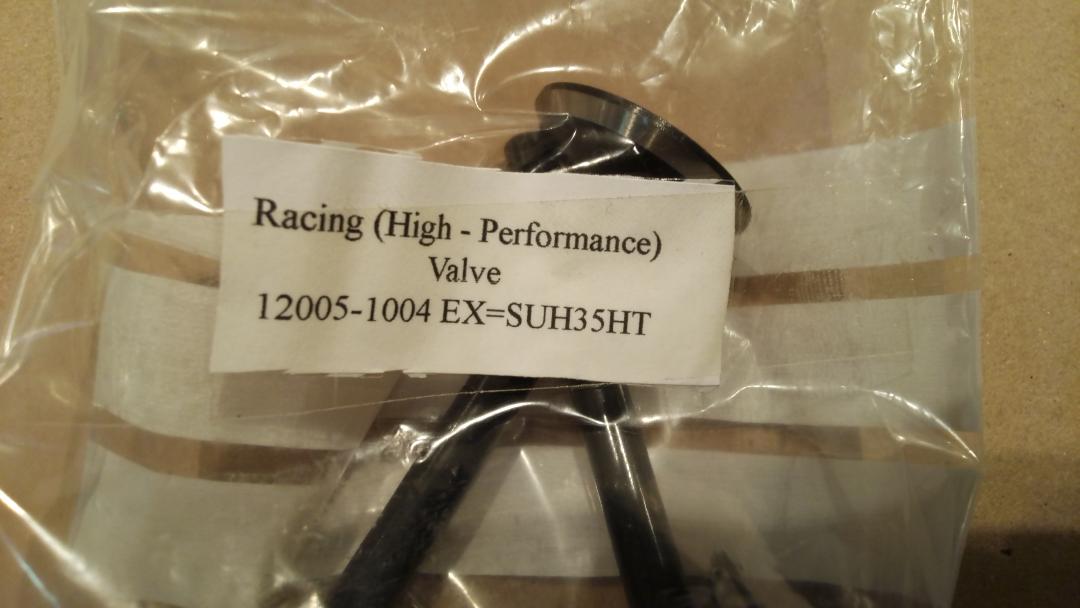 Racing (High - Performance)
Valve
12005-1004 EX=SUH35HT